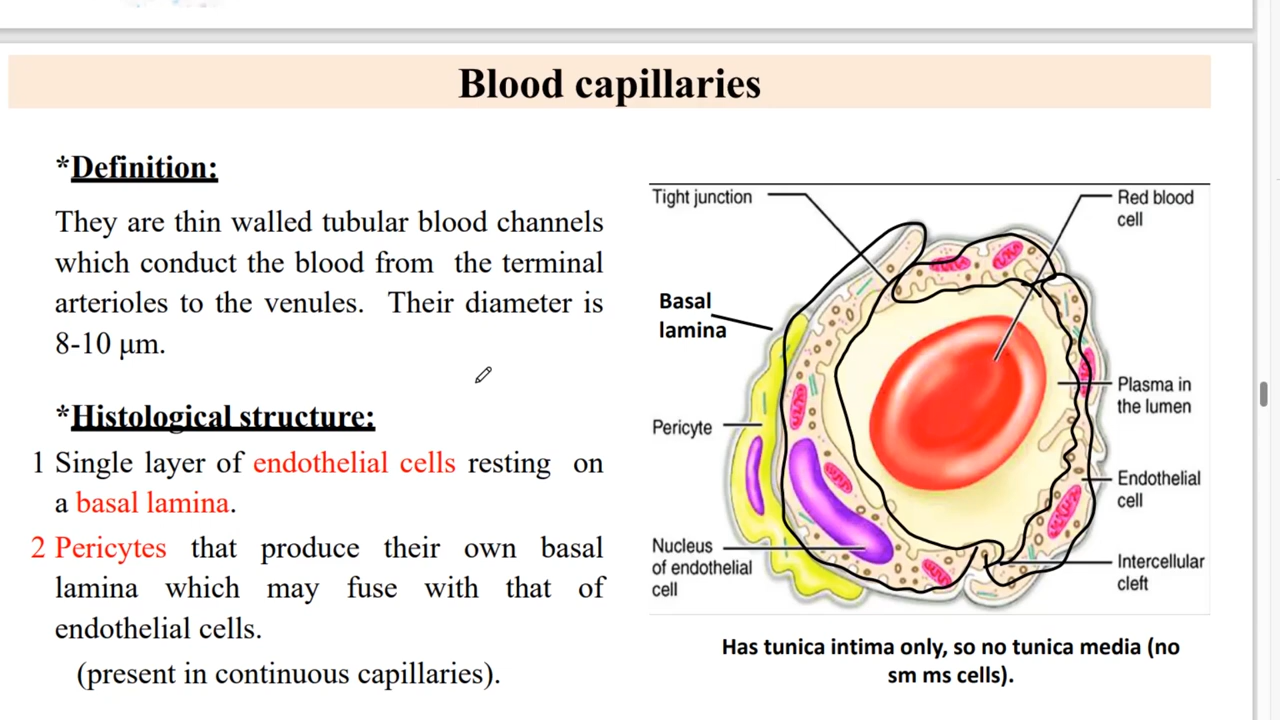 Blood capillaries
*Definition:
They are thin walled tubular blood channels
which conduct the blood from the terminal
arterioles to the venules. Their diameter is
8-10 µm.
*Histological structure:
1 Single layer of endothelial cells resting on
a basal lamina.
2 Pericytes that produce their own basal
lamina which may fuse with that of
endothelial cells.
(present in continuous capillaries).
Tight junction
Red blood
cell
Basal
lamina
Plasma in
the lumen
Pericyte
Endothelial
cell
Nucleus
of endothelial
cell
Intercellular
cleft
Has tunica intima only, so no tunica media (no
sm ms cells).